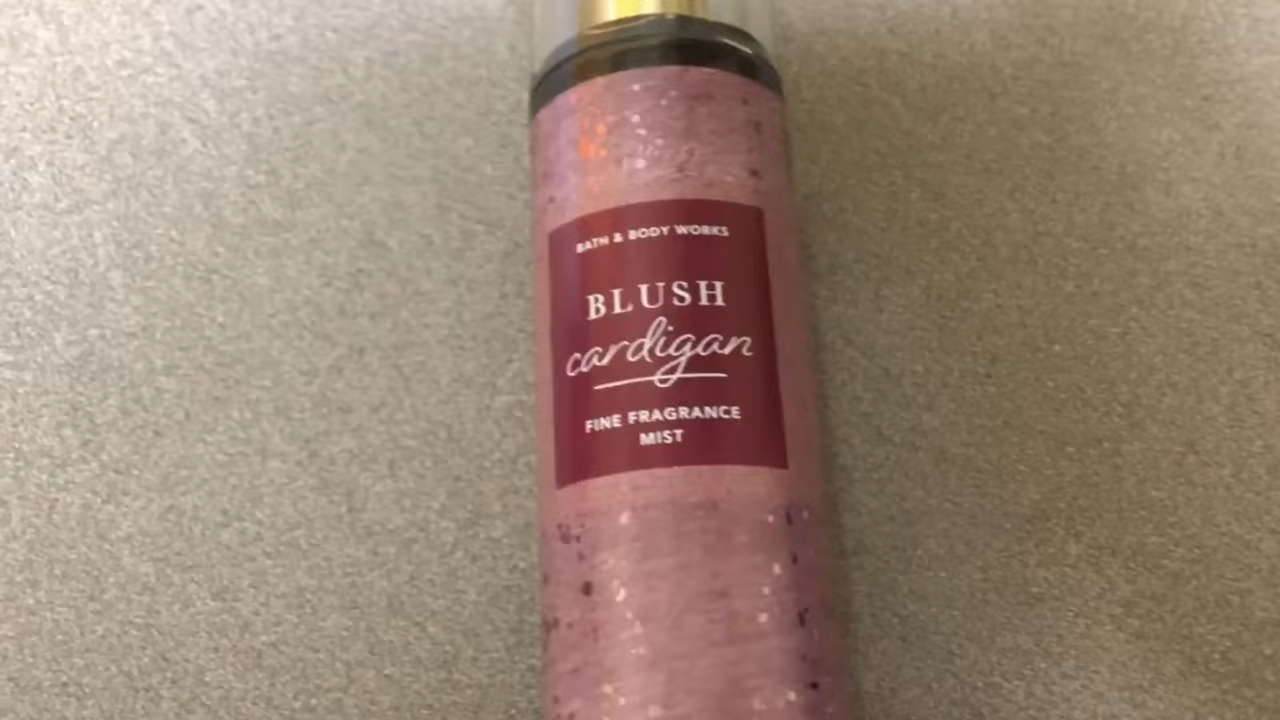 BATH & BODY WORKS
BLUSH
cardigan
FINE FRAGRANCE
MIST